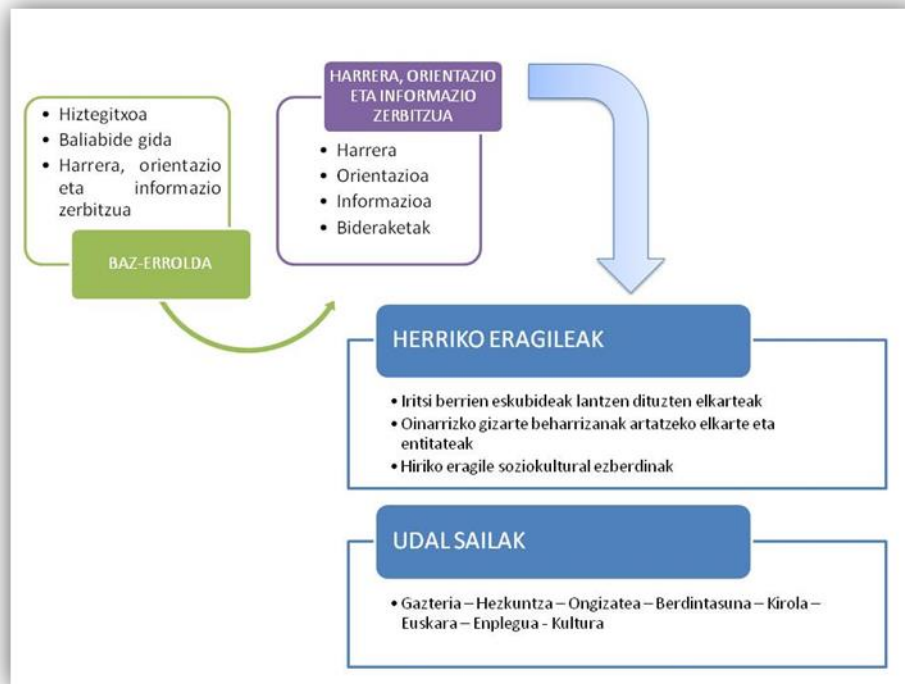 • Hiztegitxoa
• Baliabide gida
• Harrera, orientazio
eta informazio
zerbitzua
BAZ-ERROLDA
HARRERA, ORIENTAZIO
ETA INFORMAZIO
ZERBITZUA
• Harrera
• Orientazioa
• Informazioa
• Bideraketak
HERRIKO ERAGILEAK
• Iritsi berrien eskubideak lantzen dituzten elkarteak
• Oinarrizko gizarte beharrizanak artatzeko elkarte eta
entitateak
• Hiriko eragile soziokultural ezberdinak
UDAL SAILAK
• Gazteria – Hezkuntza – Ongizatea – Berdintasuna – Kirola –
Euskara – Enplegua - Kultura